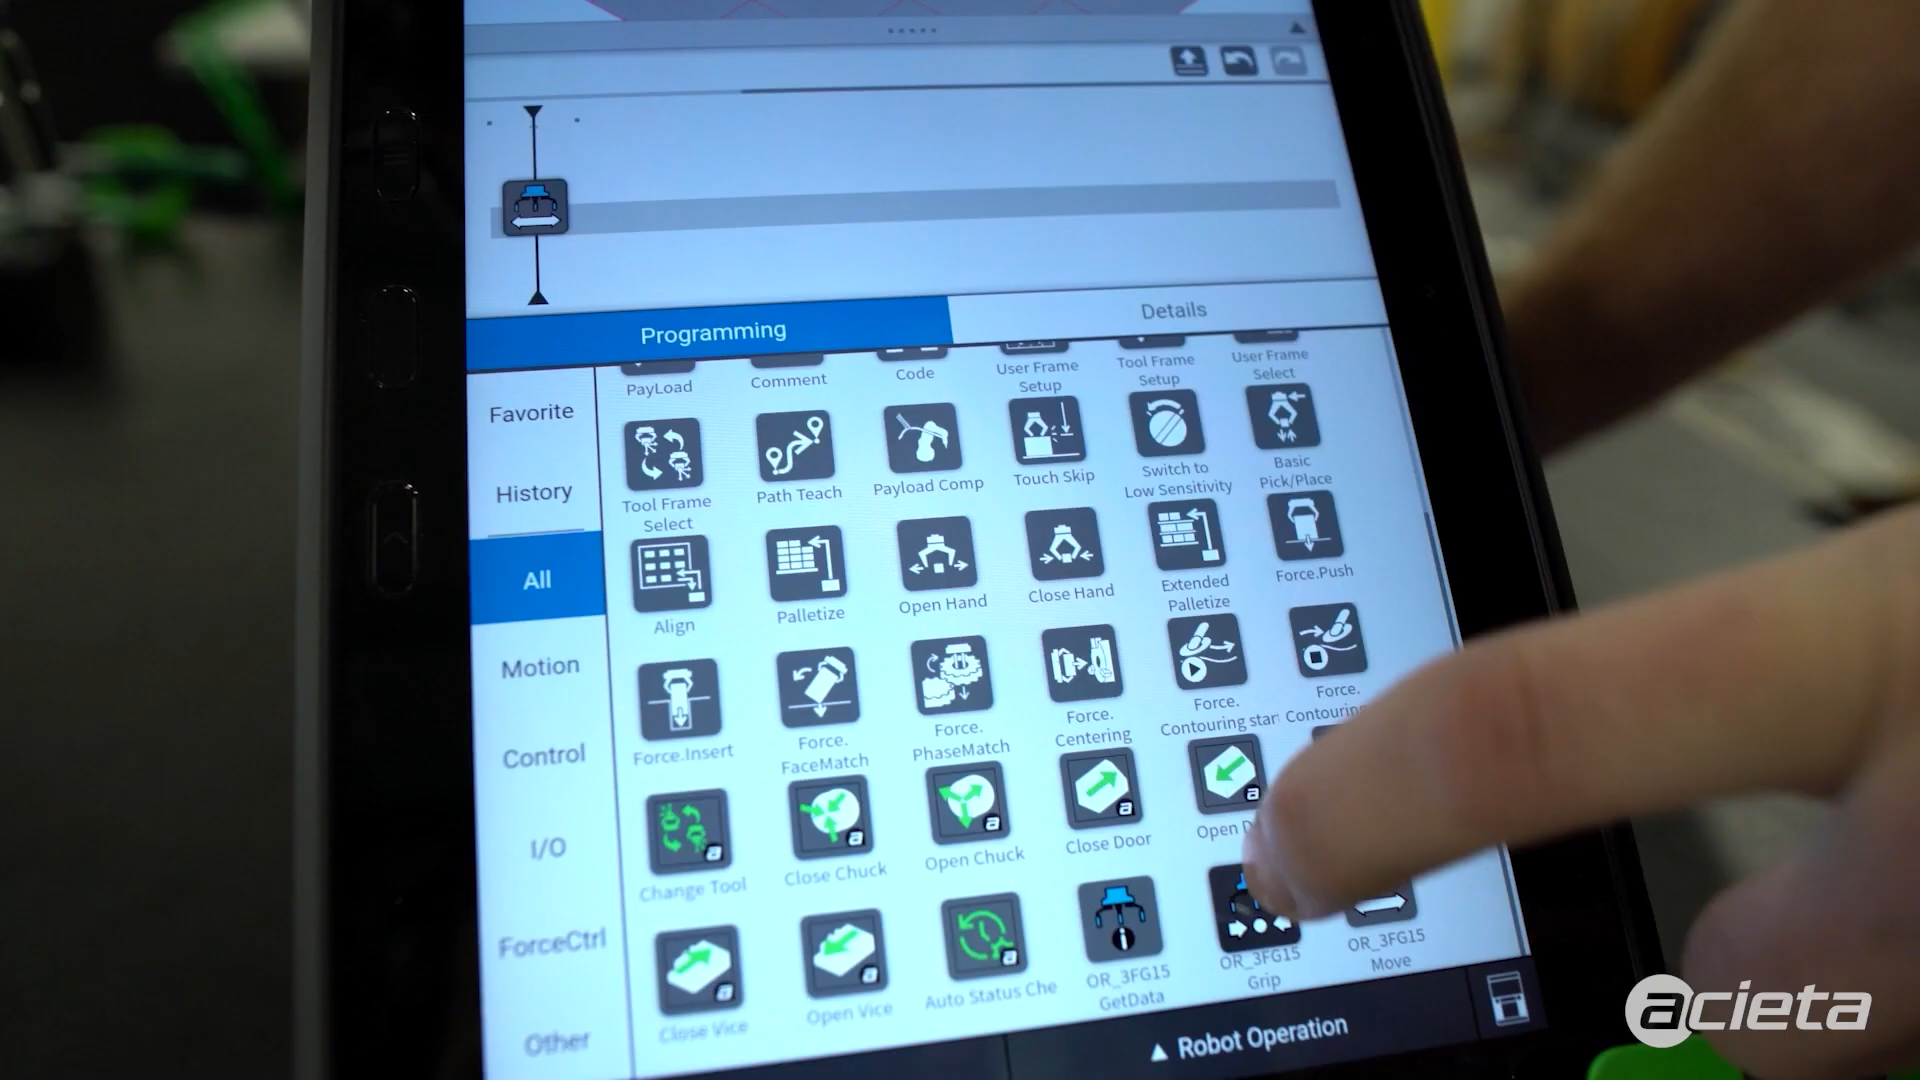 Programming
Details
Favorite
History
All
Motion
Control
I/O
ForceCtrl
Other
PayLoad
Comment
Code
User Frame
Setup
Tool Frame
Setup
User Frame
Select
Tool Frame
Select
Path Teach
Payload Comp
Touch Skip
Switch to
Low Sensitivity
Basic
Pick/Place
Align
Palletize
Open Hand
Close Hand
Extended
Palletize
Force.Push
Force.Insert
Force.
FaceMatch
Force.
PhaseMatch
Force.
Centering
Force.
Contouring star
Force.
Contouring
Change Tool
Close Chuck
Open Chuck
Close Door
Open
Close Vice
Open Vice
Auto Status Che
OR_3FG15
GetData
OR_3FG15
Grip
OR_3FG15
Move
Robot Operation
acieta